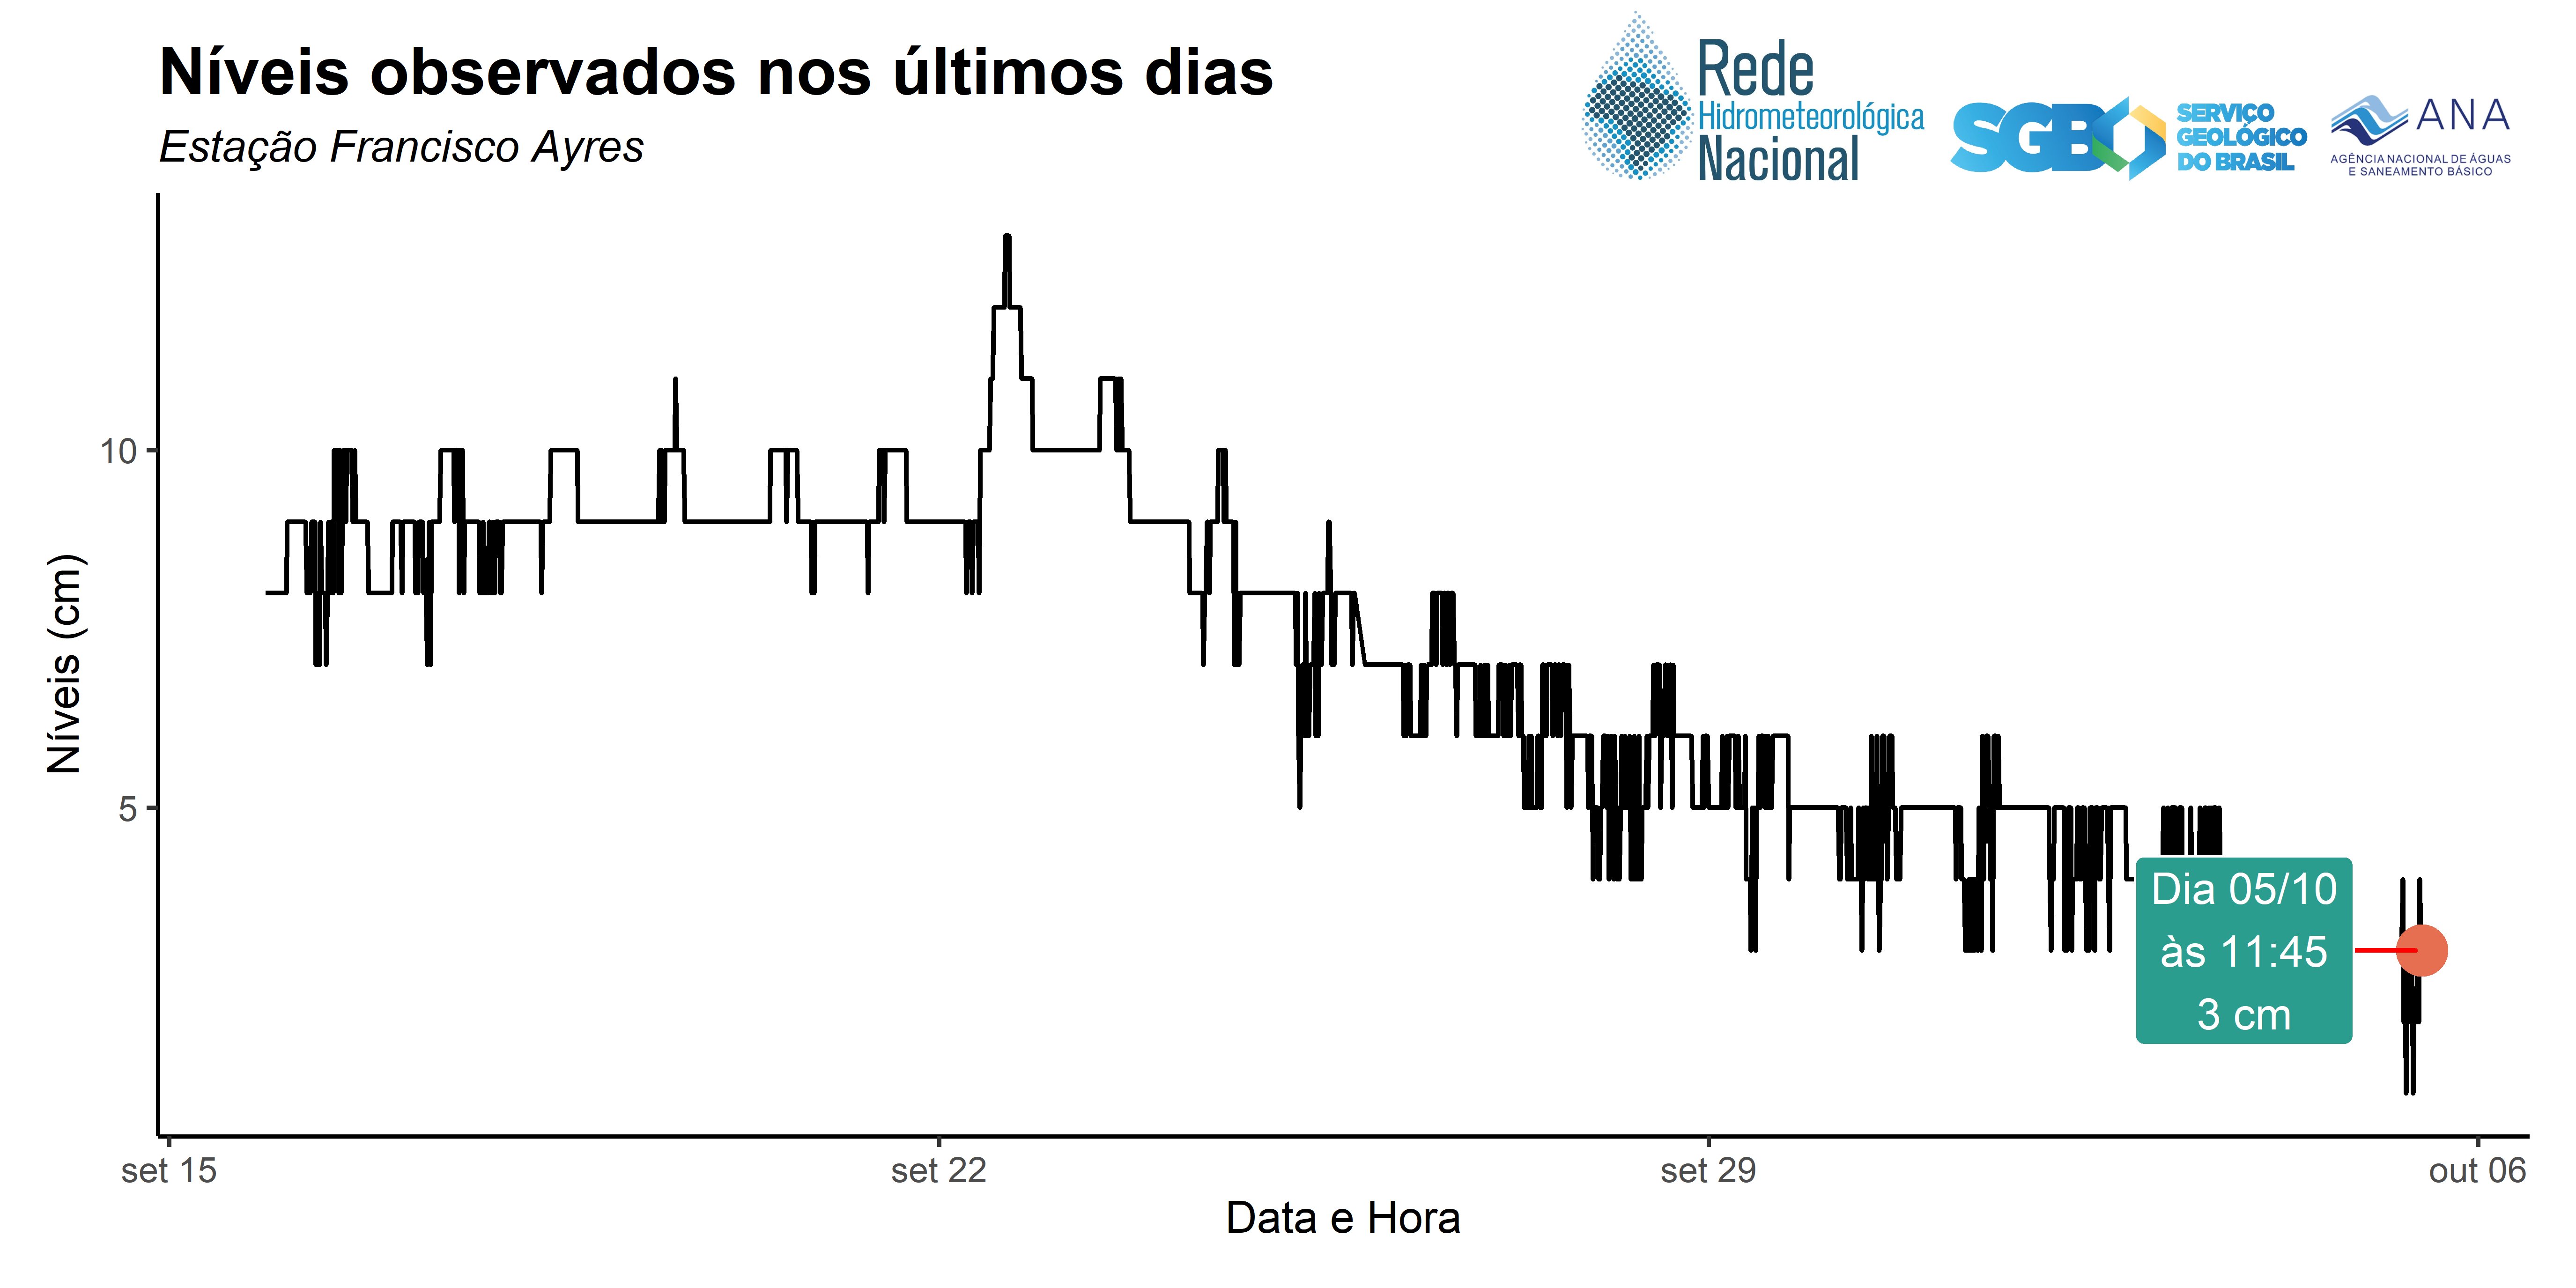 Níveis observados nos últimos dias
Estação Francisco Ayres
Rede
Hidrometeorológica
Nacional
SGB
SERVIÇO
GEOLÓGICO
DO BRASIL
ANA
AGÊNCIA NACIONAL DE ÁGUAS
E SANEAMENTO BÁSICO
Níveis (cm)
10
5
Dia 05/10
às 11:45
3 cm
set 15
set 22
set 29
out 06
Data e Hora